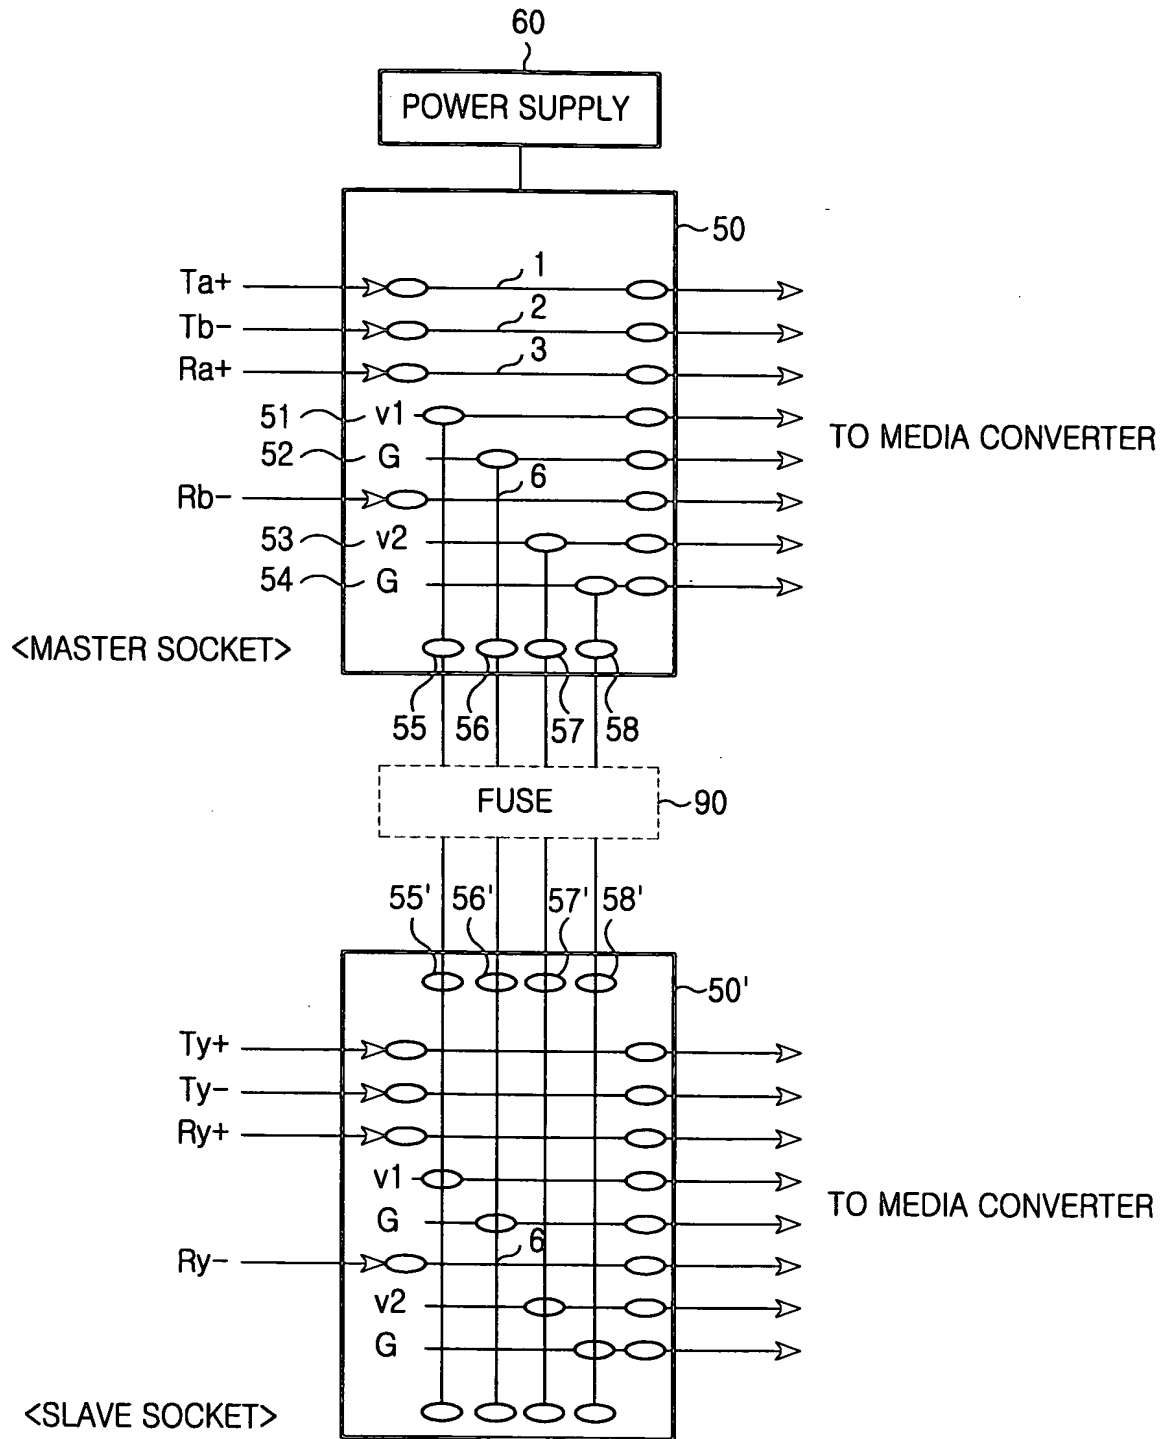 60
POWER SUPPLY
50
Ta+ 1
Tb- 2
Ra+ 3
51 v1
TO MEDIA CONVERTER
52 G
6
Rb-
53 v2
54 G
<MASTER SOCKET>
55 56 57 58
FUSE 90
55' 56' 57' 58'
50'
Ty+
Ty-
Ry+
v1
TO MEDIA CONVERTER
G
6
Ry-
v2
G
<SLAVE SOCKET>